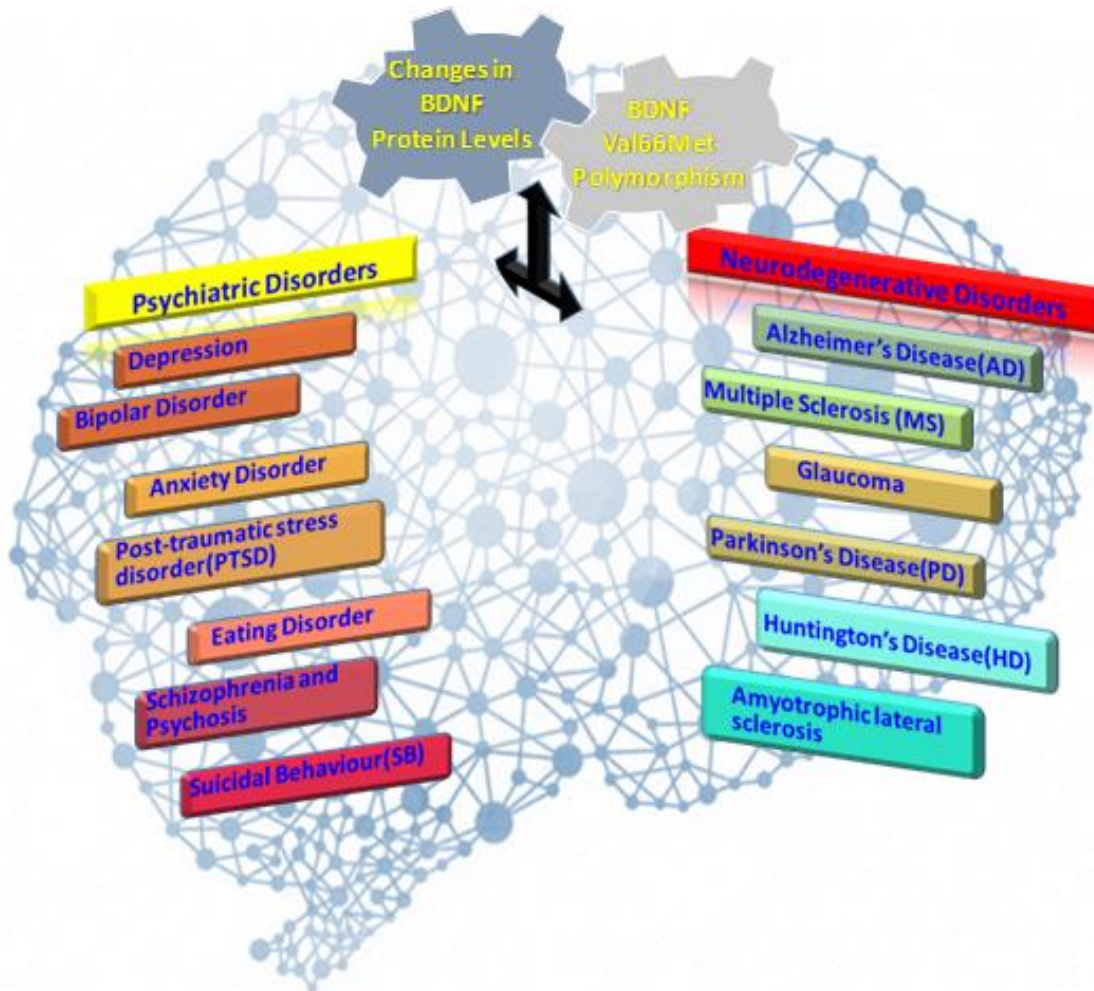 Changes in
BDNF
Protein Levels
BDNF
Val66Met
Polymorphism
Psychiatric Disorders
Depression
Bipolar Disorder
Anxiety Disorder
Post-traumatic stress
disorder(PTSD)
Eating Disorder
Schizophrenia and
Psychosis
Suicidal Behaviour(SB)
Neurodegenerative Disorders
Alzheimer's Disease(AD)
Multiple Sclerosis (MS)
Glaucoma
Parkinson's Disease(PD)
Huntington's Disease(HD)
Amyotrophic lateral
sclerosis